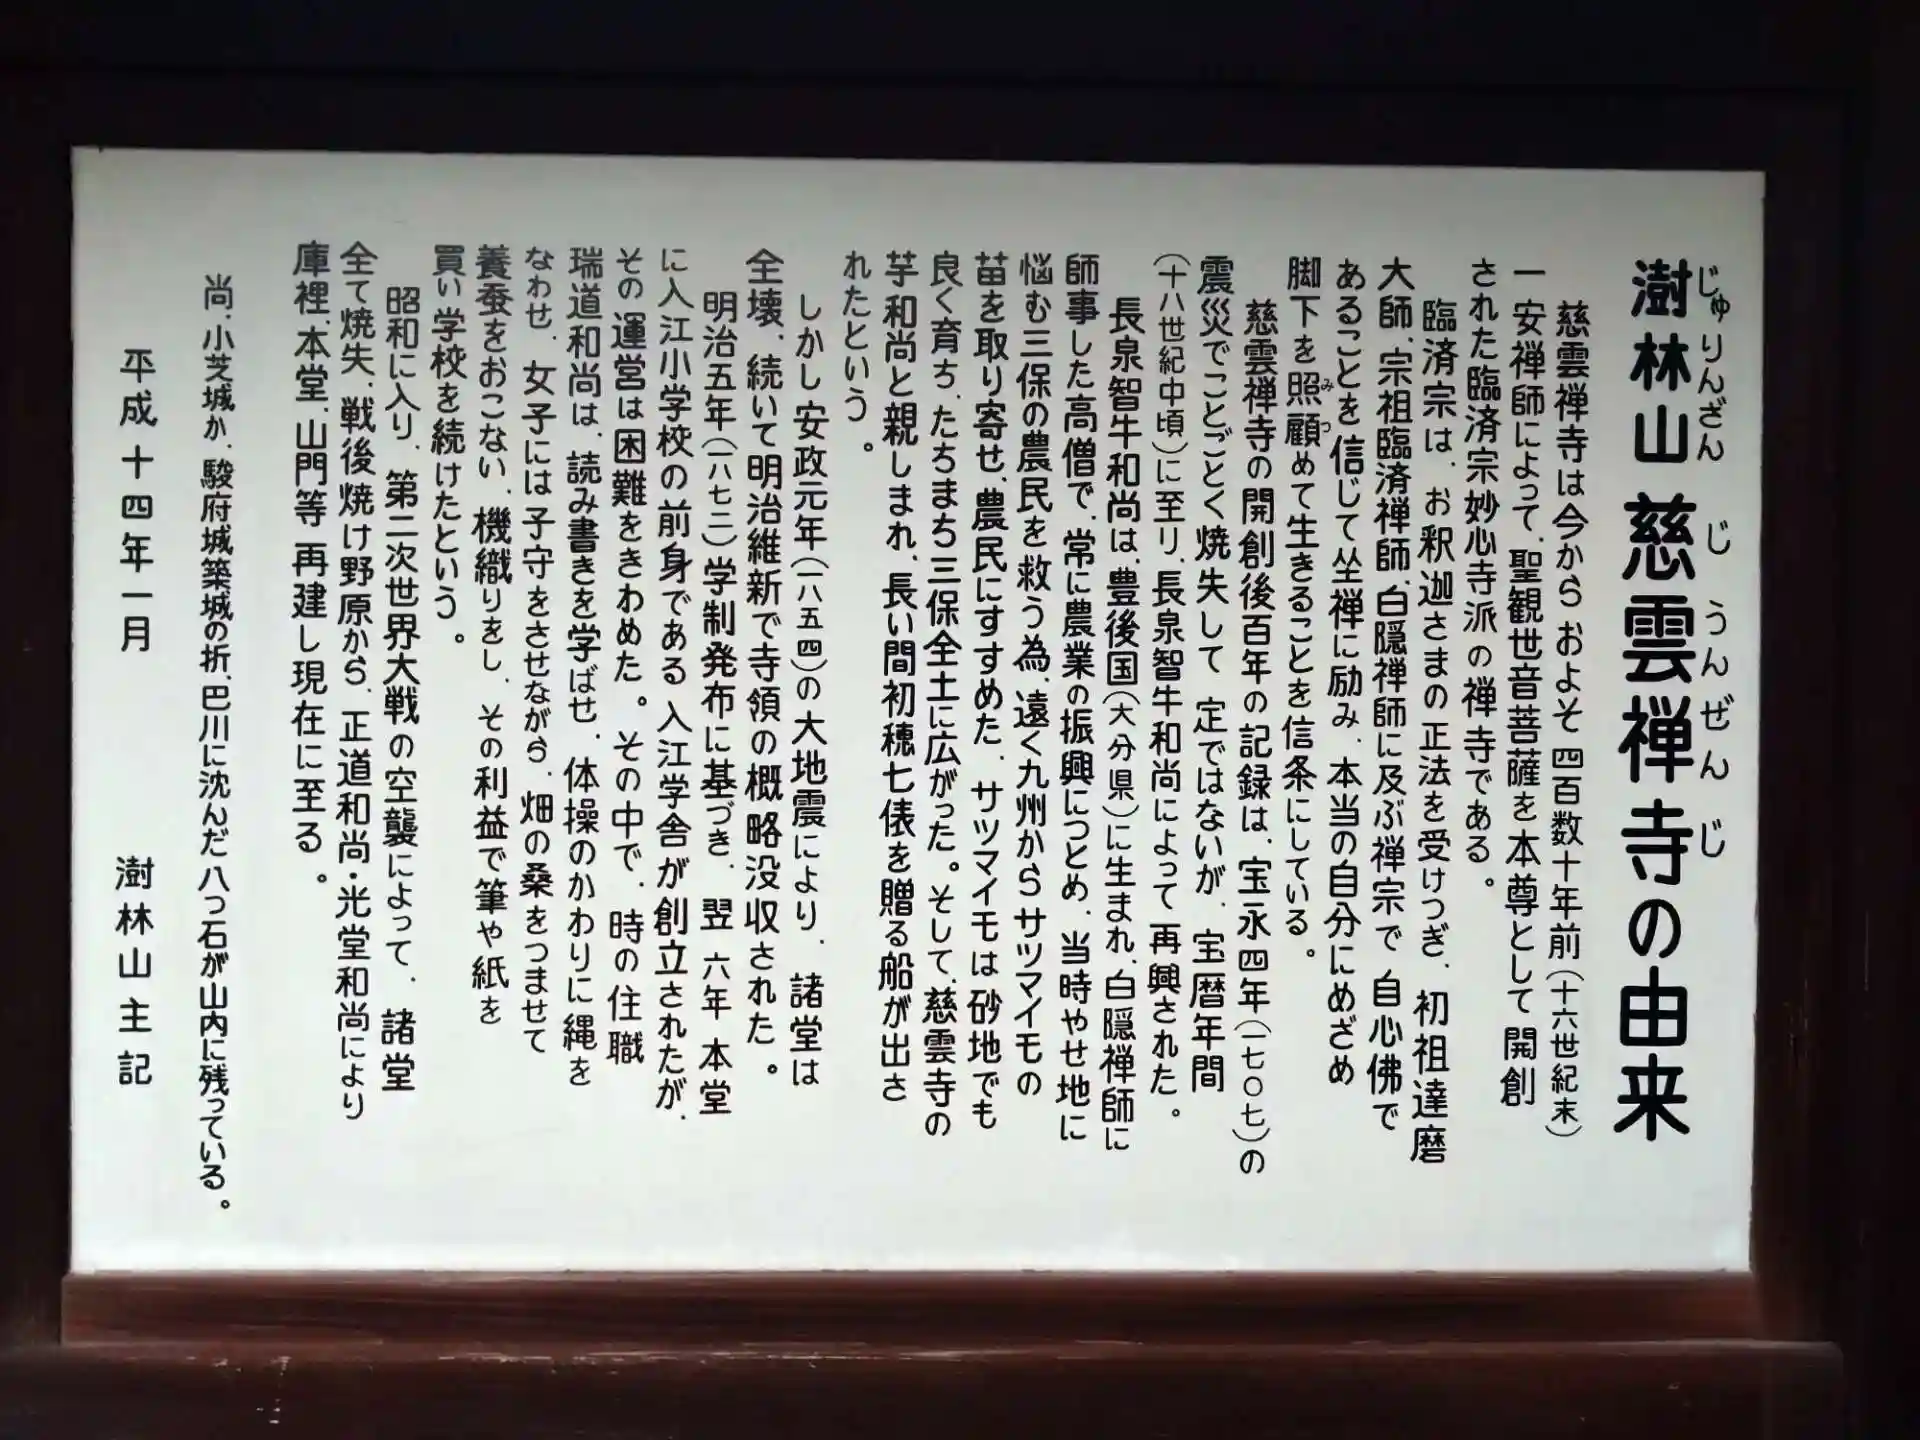 澍林山 慈雲禅寺の由来
じゅりんざん じうんぜんじ
慈雲禅寺は今からおよそ四百数十年前(十六世紀末)
一安禅師によって、聖観世音菩薩を本尊として開創
された臨済宗妙心寺派の禅寺である。
臨済宗は、お釈迦さまの正法を受けつぎ、初祖達磨
大師、宗祖臨済禅師、白隠禅師に及ぶ禅宗で自心佛で
あることを信じて坐禅に励み、本当の自分にめざめ
脚下を照顧めて生きることを信条にしている。
みつ
慈雲禅寺の開創後百年の記録は、宝永四年(一七〇七)の
震災でことごとく焼失して定ではないが、宝暦年間
(十八世紀中頃)に至り、長泉智牛和尚によって再興された。
長泉智牛和尚は、豊後国(大分県)に生まれ、白隠禅師に
師事した高僧で、常に農業の振興につとめ、当時やせ地に
悩む三保の農民を救う為、遠く九州からサツマイモの
苗を取り寄せ、農民にすすめた、サツマイモは砂地でも
良く育ち、たちまち三保全土に広がった。そして、慈雲寺の
芋和尚と親しまれ、長い間初穂七俵を贈る船が出さ
れたという。
しかし安政元年(一八五四)の大地震により、諸堂は
全壊、続いて明治維新で寺領の概略没収された。
明治五年(一八七二)学制発布に基づき、翌六年本堂
に入江小学校の前身である入江学舎が創立されたが、
その運営は困難をきわめた。その中で、時の住職
瑞道和尚は、読み書きを学ばせ、体操のかわりに縄を
なわせ、女子には子守をさせながら、畑の桑をつませて
養蚕をおこない、機織りをし、その利益で筆や紙を
買い学校を続けたという。
昭和に入り、第二次世界大戦の空襲によって、諸堂
全て焼失、戦後焼け野原から、正道和尚・光堂和尚により
庫裡、本堂、山門等再建し現在に至る。
尚、小芝城か、駿府城築城の折、巴川に沈んだ八っ石が山内に残っている。
平成十四年一月 澍林山主記